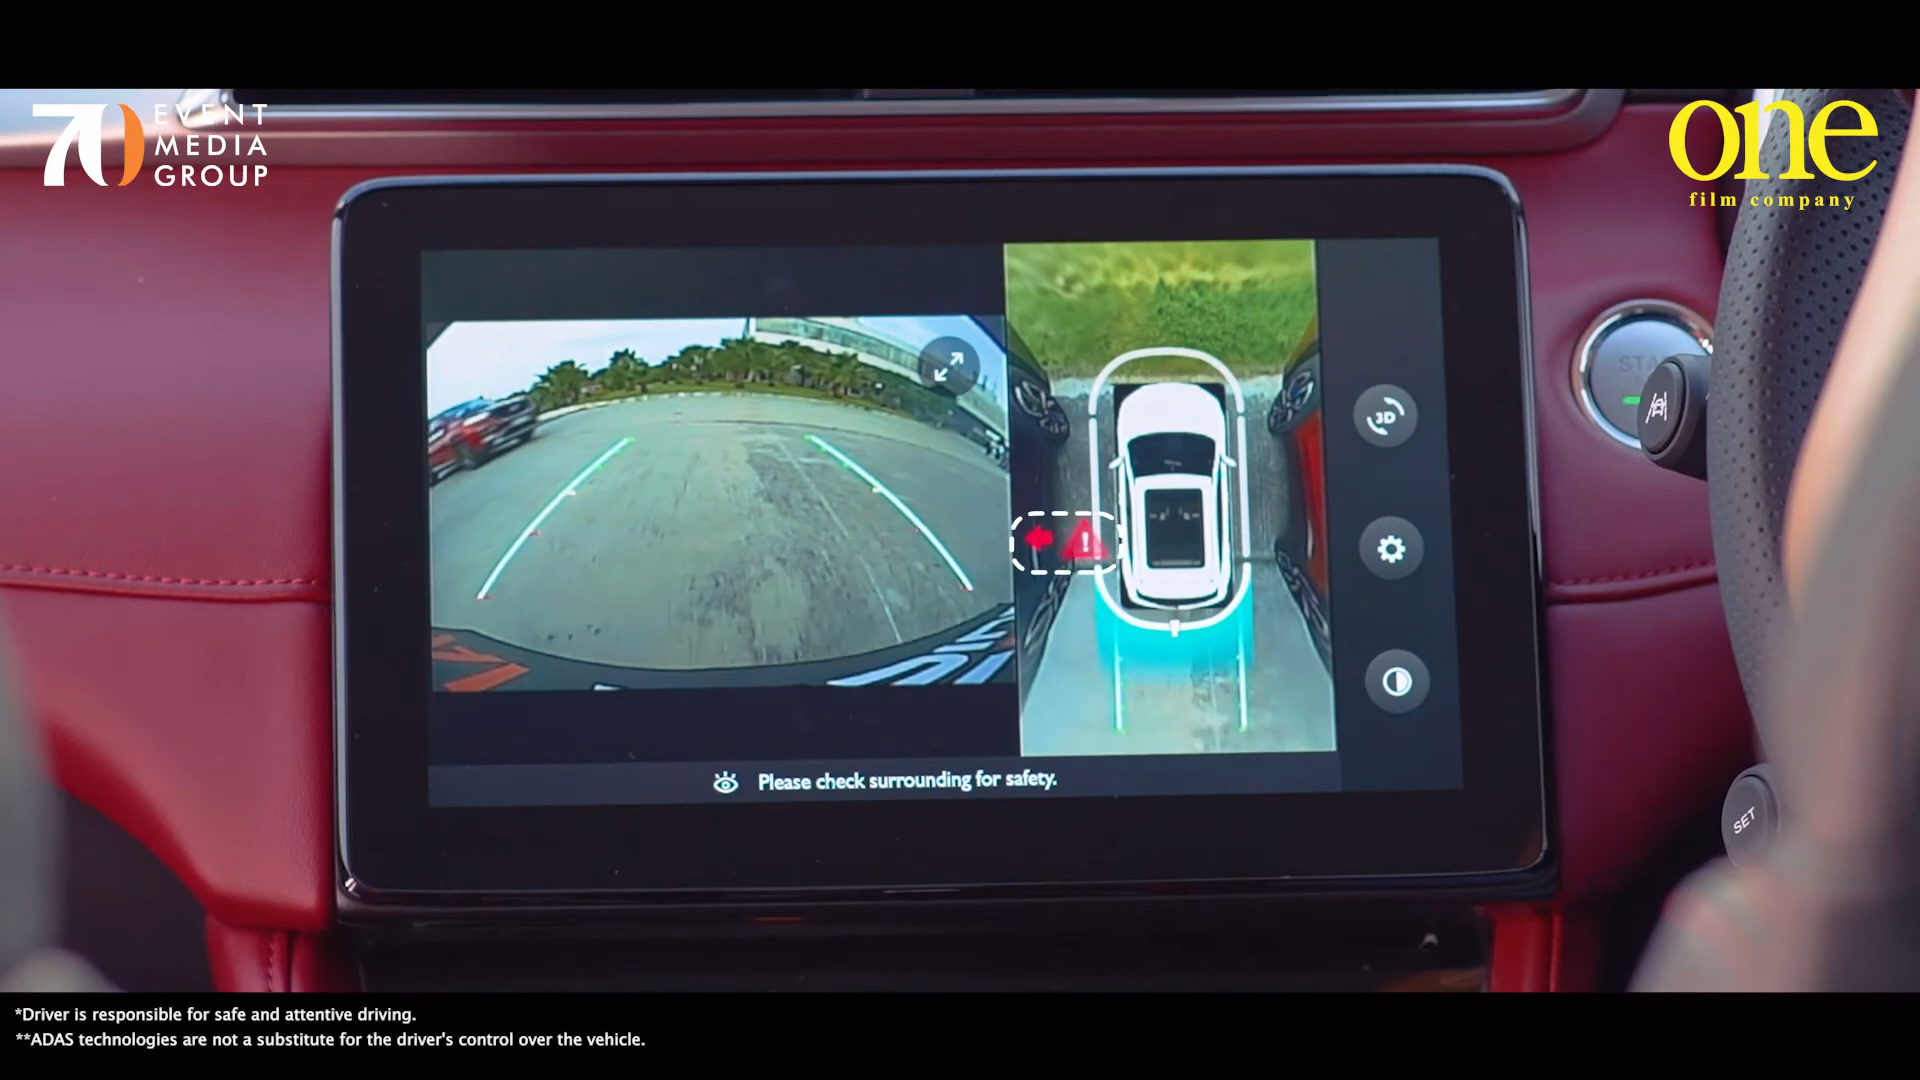 70 EVENT
MEDIA
GROUP
one
film company
3D
Please check surrounding for safety.
SET
*Driver is responsible for safe and attentive driving.
**ADAS technologies are not a substitute for the driver's control over the vehicle.